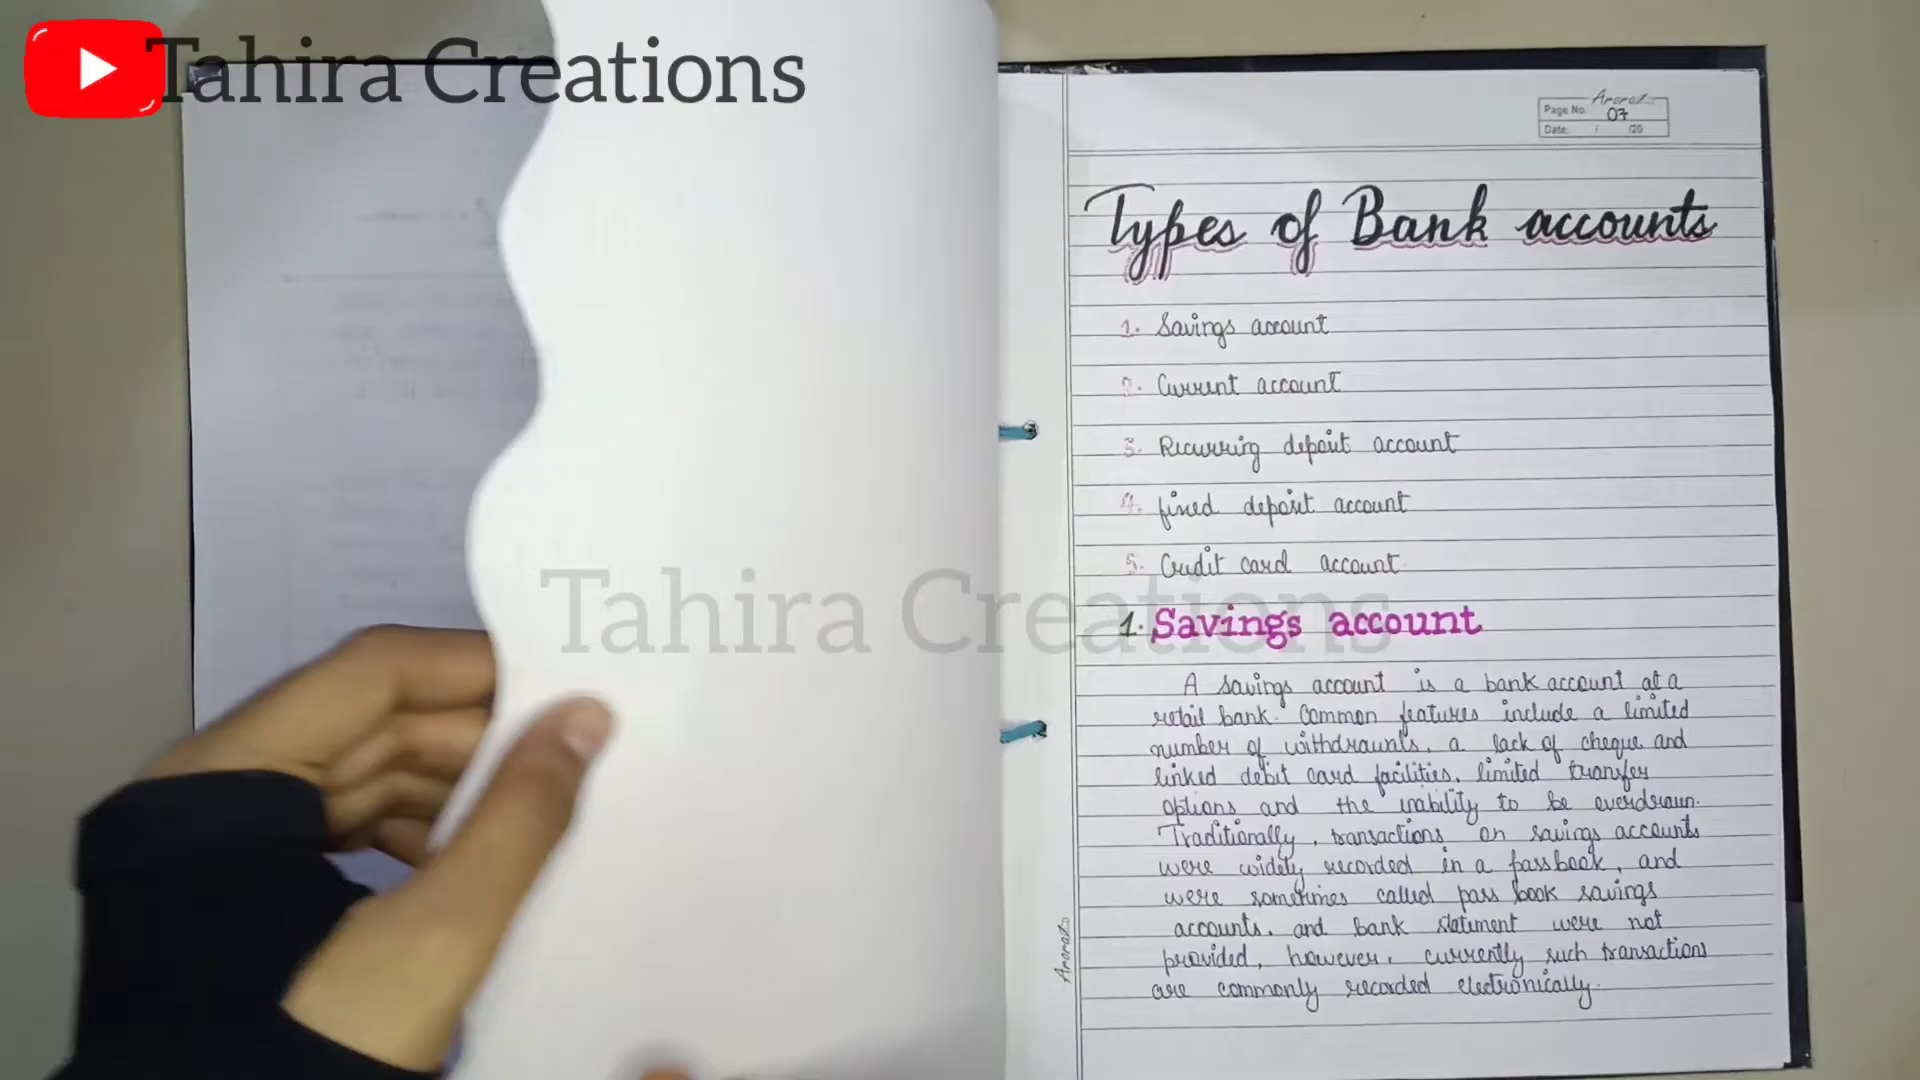 Tahira Creations
Page No. 07
Date: / /20
Types of Bank accounts
1. Savings account
2. Current account
3. Recurring deposit account
4. fixed deposit account
5. Credit card account
Tahira Creations
1. Savings account
A savings account is a bank account at a
retail bank. Common features include a limited
number of withdrawals, a lack of cheque and
linked debit card facilities, limited transfer
options and the inability to be overdrawn.
Traditionally, transactions on savings accounts
were widely recorded in a passbook, and
were sometimes called pass book savings
accounts, and bank statement were not
provided, however, currently such transactions
are commonly recorded electronically.